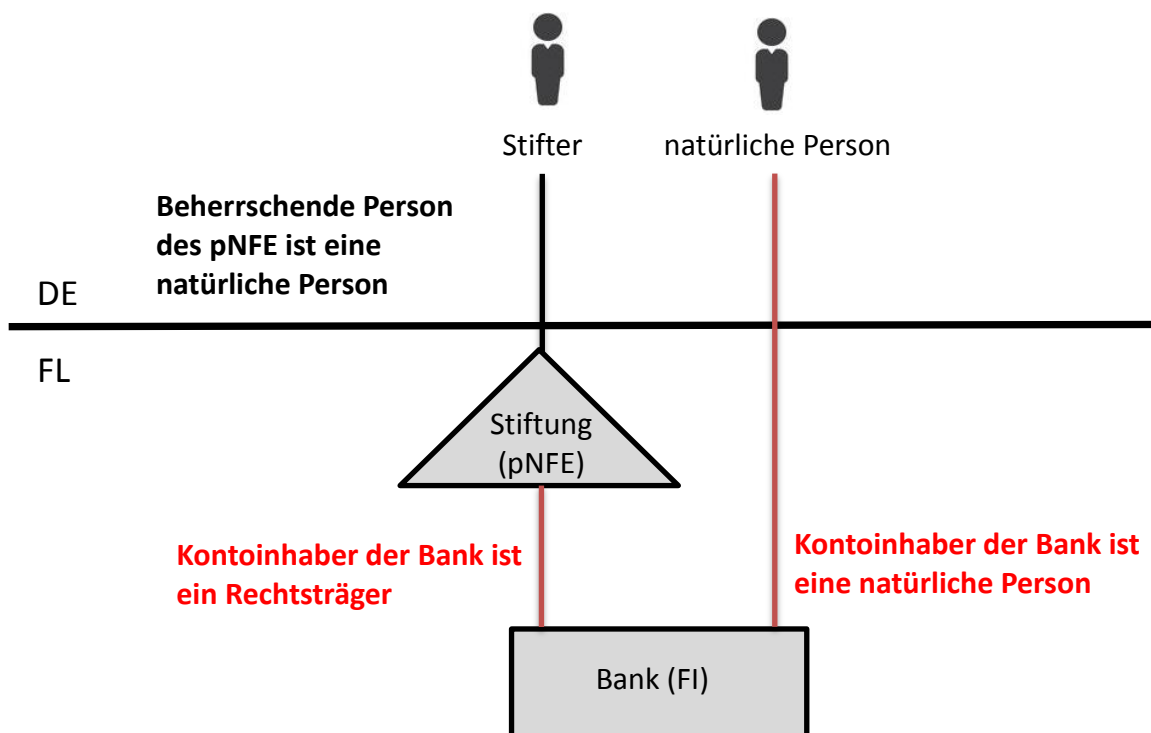 Stifter
natürliche Person
Beherrschende Person
des pNFE ist eine
natürliche Person
DE
FL
Stiftung
(pNFE)
Kontoinhaber der Bank ist
ein Rechtsträger
Kontoinhaber der Bank ist
eine natürliche Person
Bank (FI)